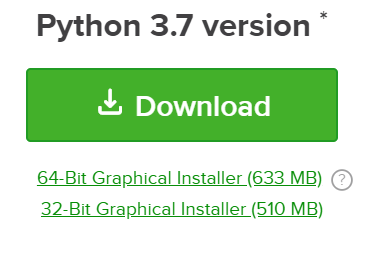 Python 3.7 version *
Download
64-Bit Graphical Installer (633 MB) ?
32-Bit Graphical Installer (510 MB)